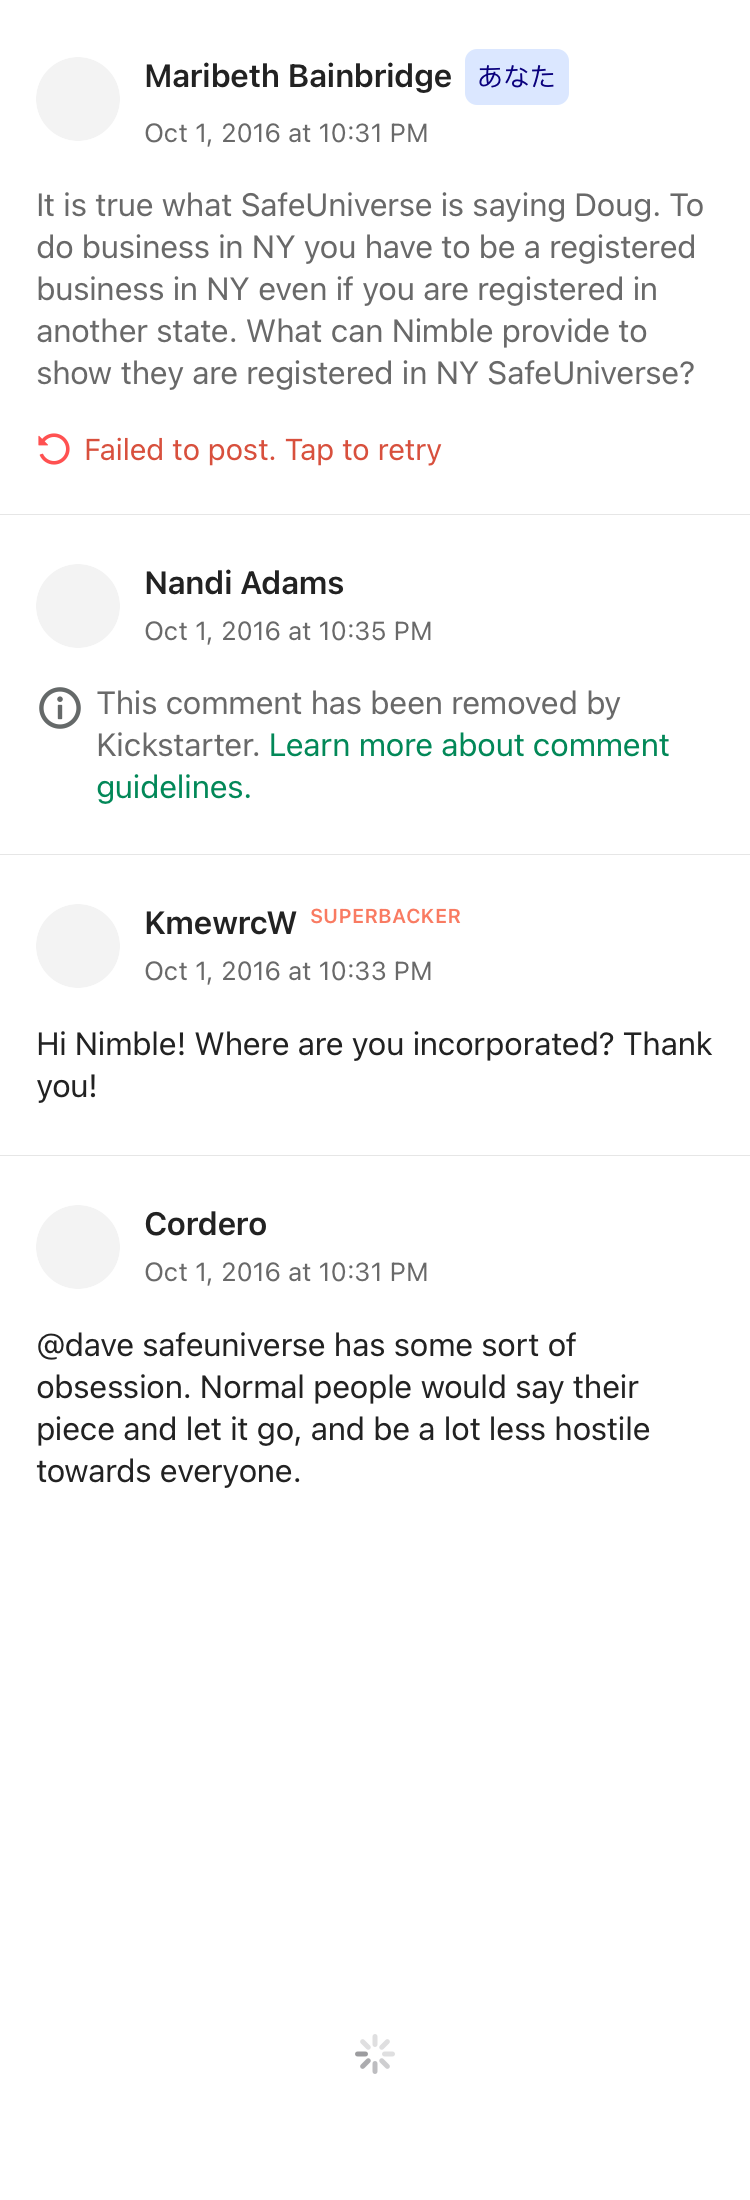 Maribeth Bainbridge あなた
Oct 1, 2016 at 10:31 PM
It is true what SafeUniverse is saying Doug. To
do business in NY you have to be a registered
business in NY even if you are registered in
another state. What can Nimble provide to
show they are registered in NY SafeUniverse?
Failed to post. Tap to retry
Nandi Adams
Oct 1, 2016 at 10:35 PM
This comment has been removed by
Kickstarter. Learn more about comment
guidelines.
KmewrcW SUPERBACKER
Oct 1, 2016 at 10:33 PM
Hi Nimble! Where are you incorporated? Thank
you!
Cordero
Oct 1, 2016 at 10:31 PM
@dave safeuniverse has some sort of
obsession. Normal people would say their
piece and let it go, and be a lot less hostile
towards everyone.